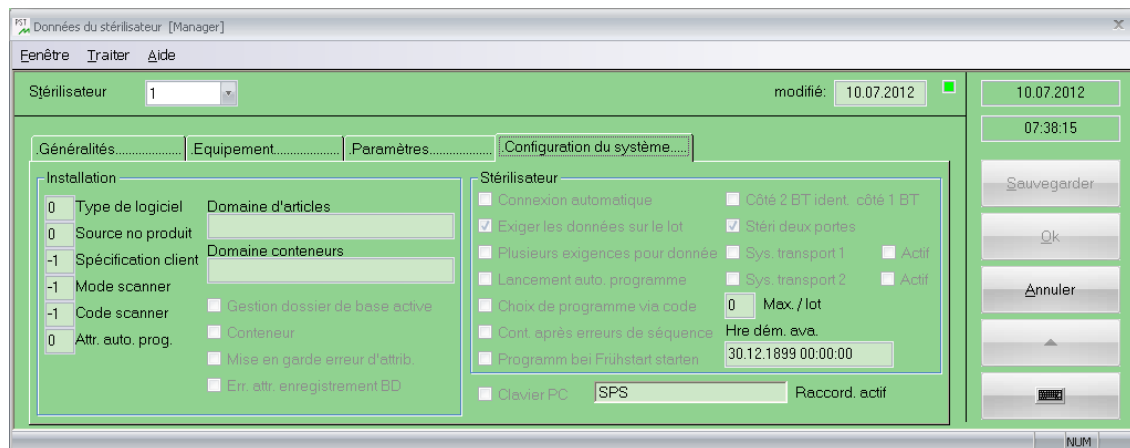 PST Données du stérilisateur [Manager]
Fenêtre Traiter Aide
Stérilisateur 1 modifié: 10.07.2012 10.07.2012
07:38:15
.Généralités................... .Equipement................... .Paramètres.................. .Configuration du système.....
Installation
0 Type de logiciel
0 Source no produit
-1 Spécification client
-1 Mode scanner
-1 Code scanner
0 Attr. auto. prog.
Domaine d'articles
Domaine conteneurs
Gestion dossier de base active
Conteneur
Mise en garde erreur d'attrib.
Err. attr. enregistrement BD
Stérilisateur
Connexion automatique
Exiger les données sur le lot
Plusieurs exigences pour donnée
Lancement auto. programme
Choix de programme via code
Cont. après erreurs de séquence
Programm bei Frühstart starten
Côté 2 BT ident. côté 1 BT
Stéri deux portes
Sys. transport 1 Actif
Sys. transport 2 Actif
0 Max. / lot
Hre dém. ava.
30.12.1899 00:00:00
Clavier PC SPS Raccord. actif
Sauvegarder
Ok
Annuler
NUM